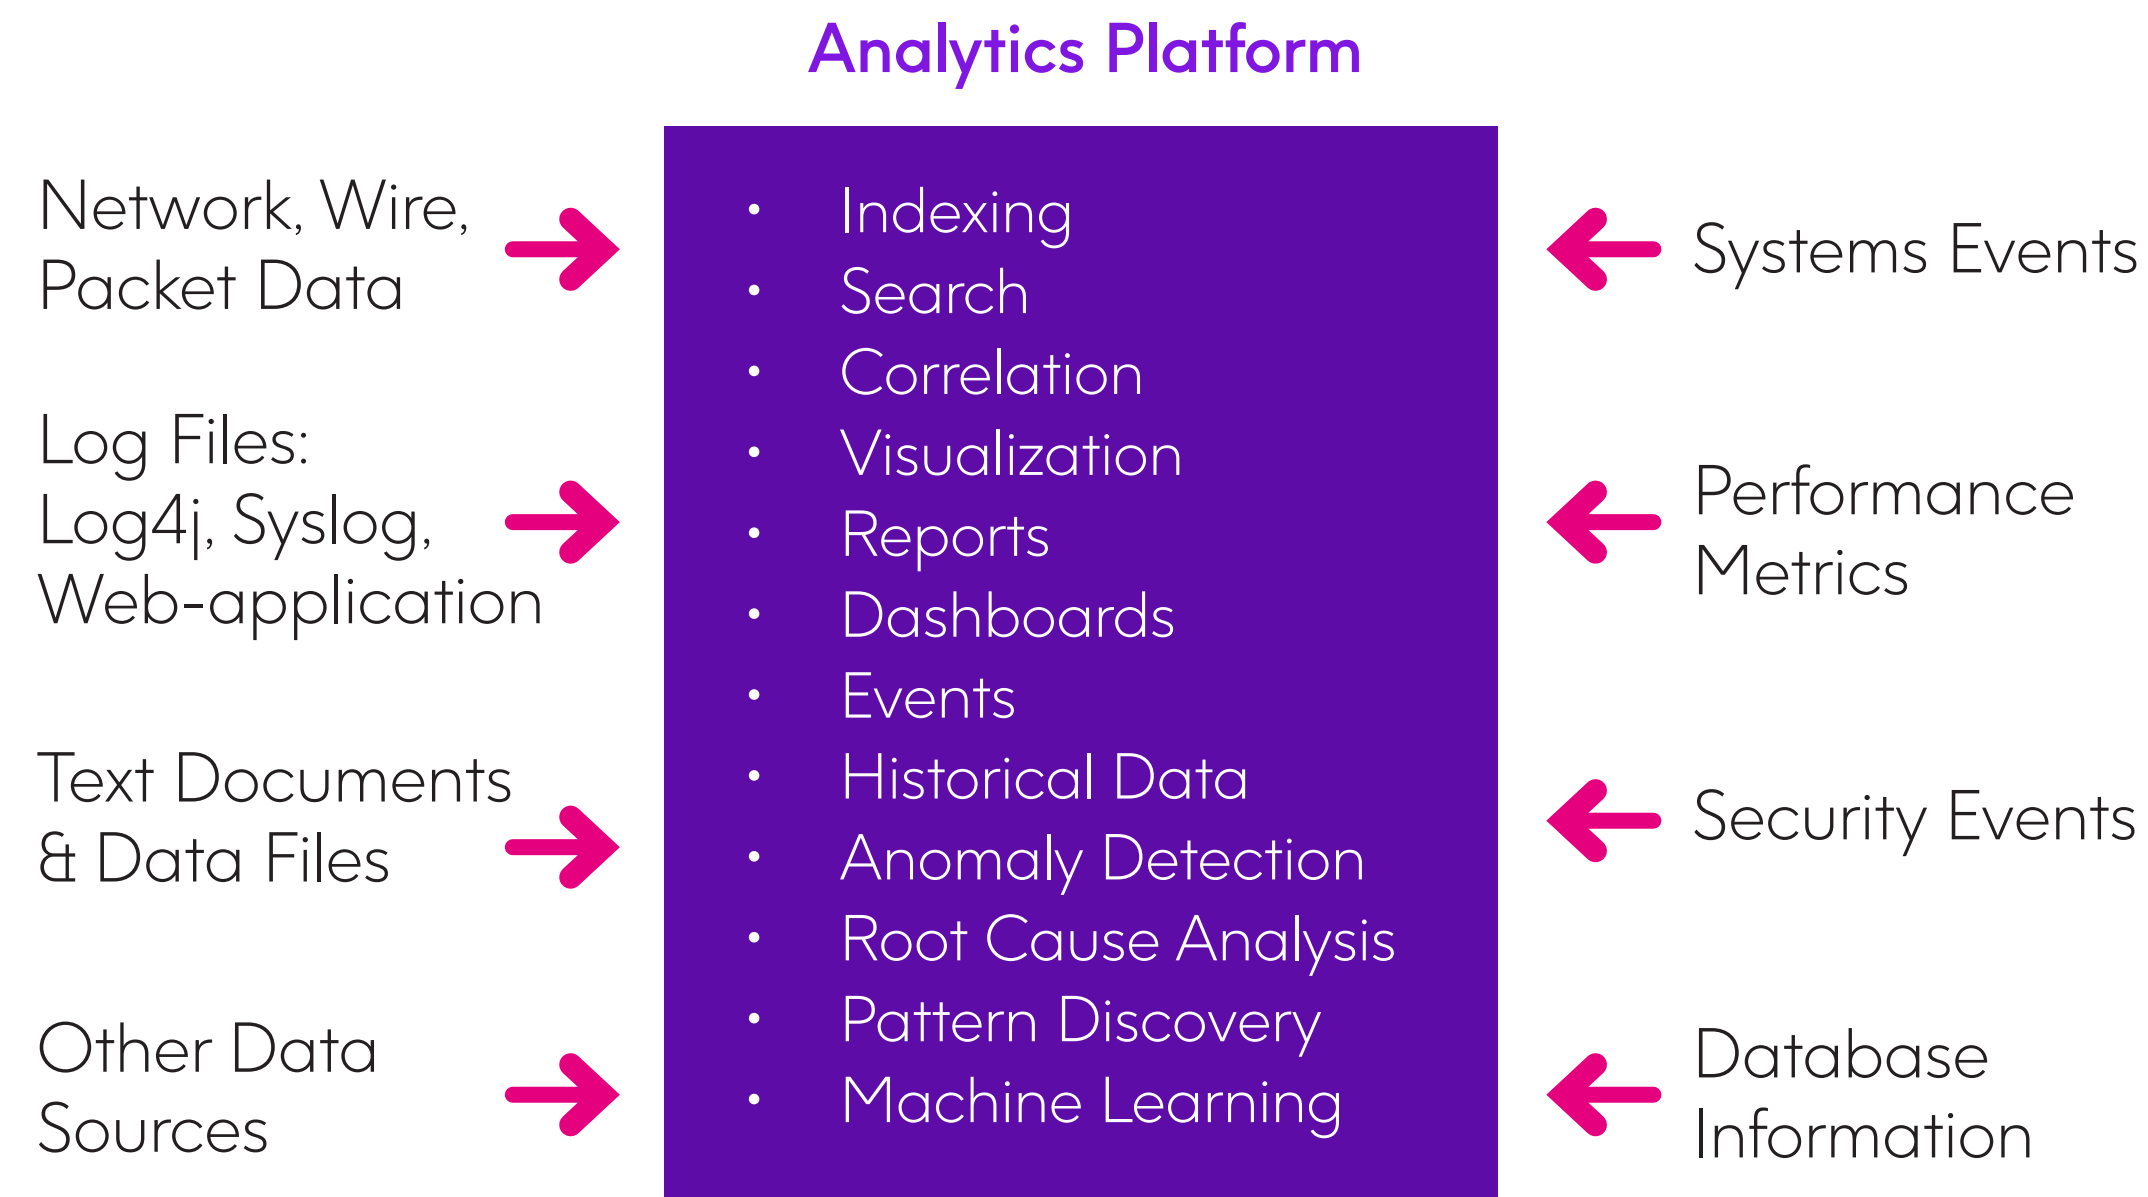 Analytics Platform
Network, Wire,
Packet Data
Log Files:
Log4j, Syslog,
Web-application
Text Documents
& Data Files
Other Data
Sources
• Indexing
• Search
• Correlation
• Visualization
• Reports
• Dashboards
• Events
• Historical Data
• Anomaly Detection
• Root Cause Analysis
• Pattern Discovery
• Machine Learning
Systems Events
Performance
Metrics
Security Events
Database
Information